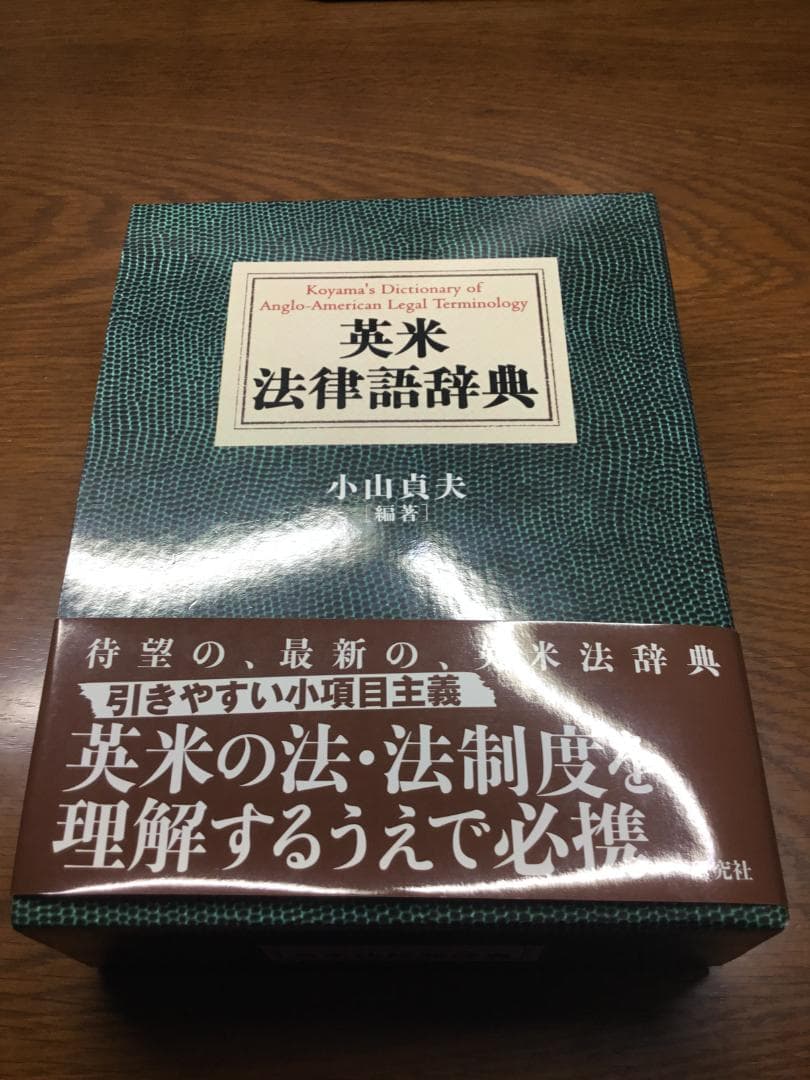 Koyama's Dictionary of
Anglo-American Legal Terminology
英米
法律語辞典
小山貞夫
[編著]
待望の、最新の、英米法辞典
引きやすい小項目主義
英米の法・法制度を
理解するうえで必携
究社